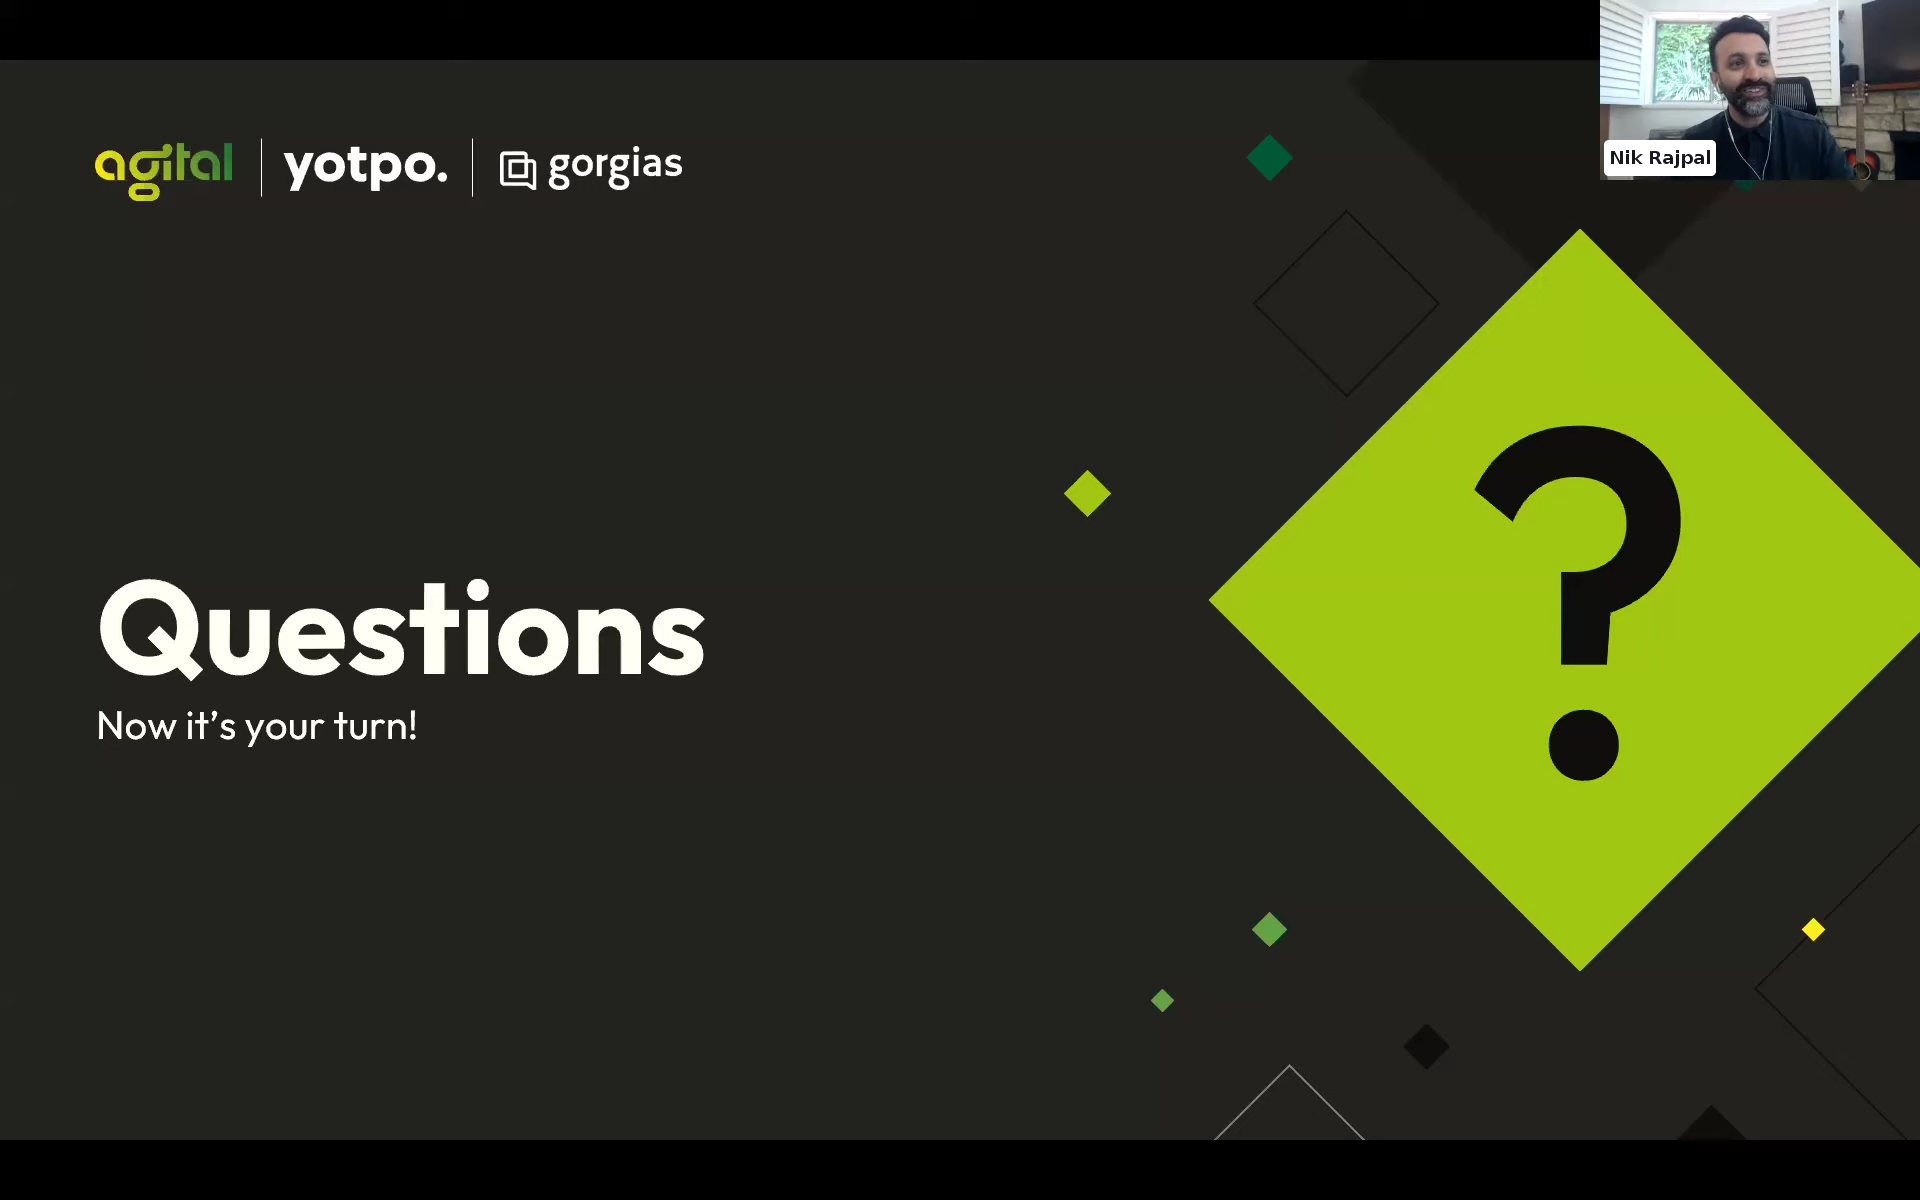 agital | yotpo. | gorgias
Nik Rajpal
?
Questions
Now it’s your turn!